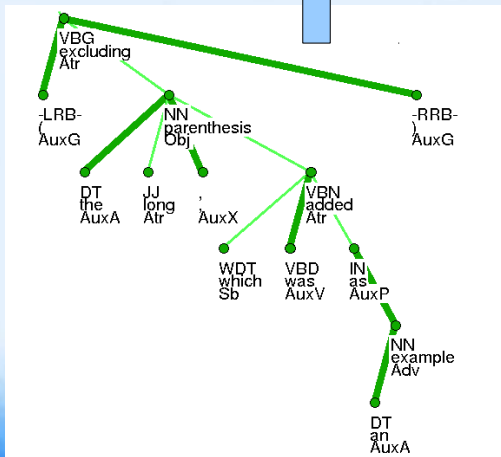 VBG
excluding
Atr
-LRB-
(
AuxG
NN
parenthesis
Obj
-RRB-
)
AuxG
DT
the
AuxA
JJ
long
Atr
,
,
AuxX
VBN
added
Atr
WDT
which
Sb
VBD
was
AuxV
IN
as
AuxP
NN
example
Adv
DT
an
AuxA